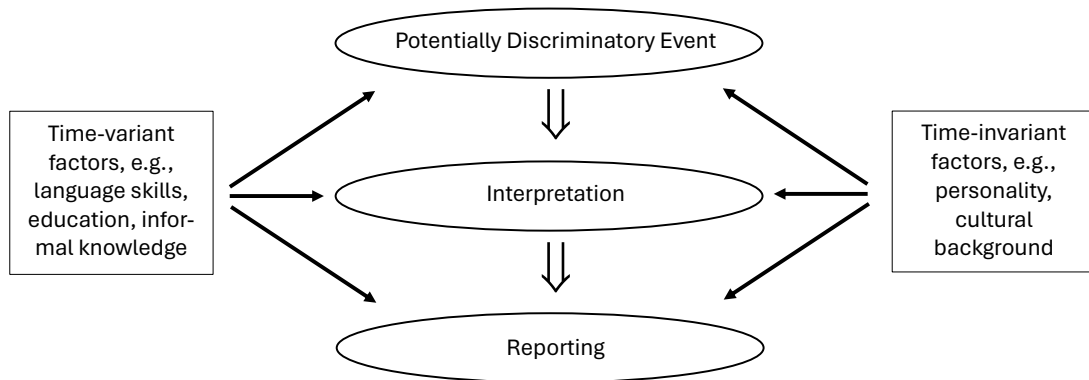 Potentially Discriminatory Event
Time-variant
factors, e.g.,
language skills,
education, infor-
mal knowledge
Interpretation
Time-invariant
factors, e.g.,
personality,
cultural
background
Reporting